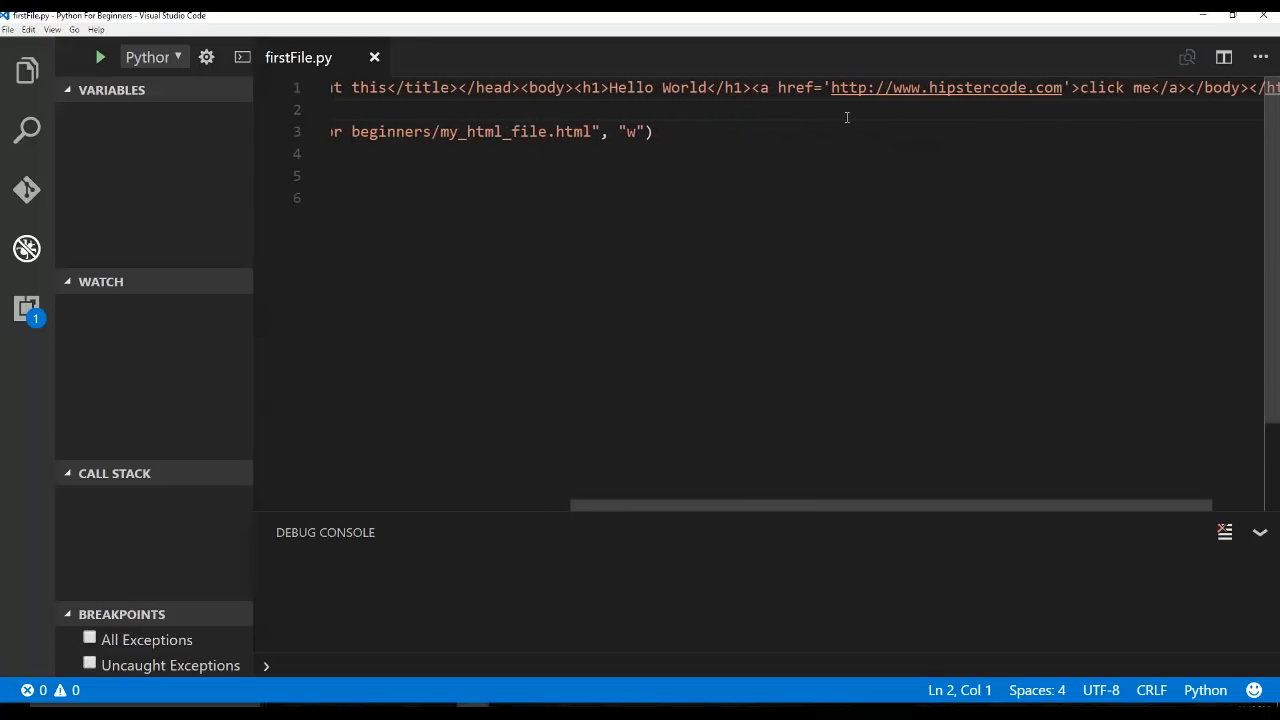 firstFile.py - Python For Beginners - Visual Studio Code
File Edit View Go Help
Python
firstFile.py
VARIABLES
1 ut this</title></head><body><h1>Hello World</h1><a href='http://www.hipstercode.com'>click me</a></body></ht
2
3 or beginners/my_html_file.html", "w")
4
5
6
WATCH
CALL STACK
DEBUG CONSOLE
BREAKPOINTS
All Exceptions
Uncaught Exceptions
1
0 0
Ln 2, Col 1 Spaces: 4 UTF-8 CRLF Python